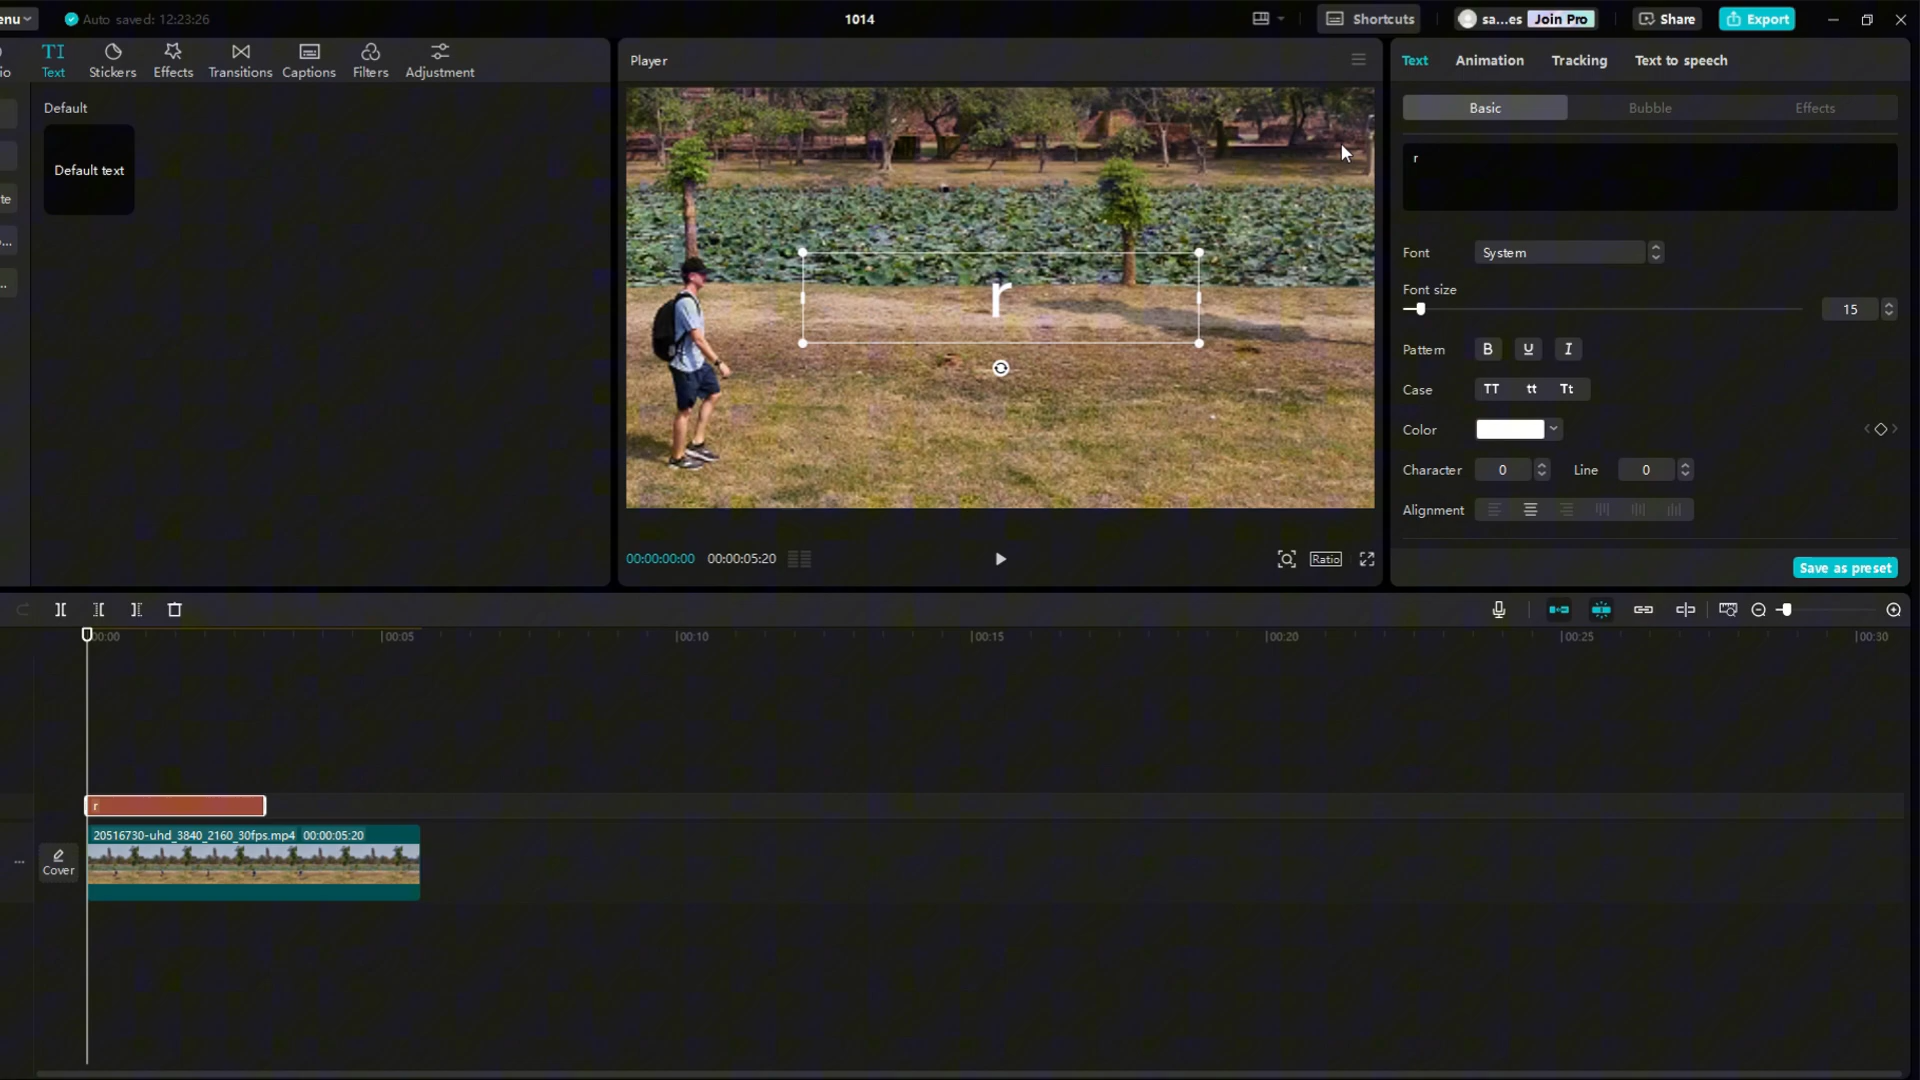 enu
Auto saved: 12:23:26
1014
Shortcuts
sa...es
Join Pro
Share
Export
io
TI
Text
Stickers
Effects
Transitions
Captions
Filters
Adjustment
Player
Text
Animation
Tracking
Text to speech
Default
Default text
te
...
...
Basic
Bubble
Effects
r
r
Font
System
Font size
15
Pattern
B
U
I
Case
TT
tt
Tt
Color
Character
0
Line
0
Alignment
00:00:00:00
00:00:05:20
Ratio
Save as preset
00:00
00:05
00:10
00:15
00:20
00:25
00:30
r
20516730-uhd_3840_2160_30fps.mp4 00:00:05:20
...
Cover